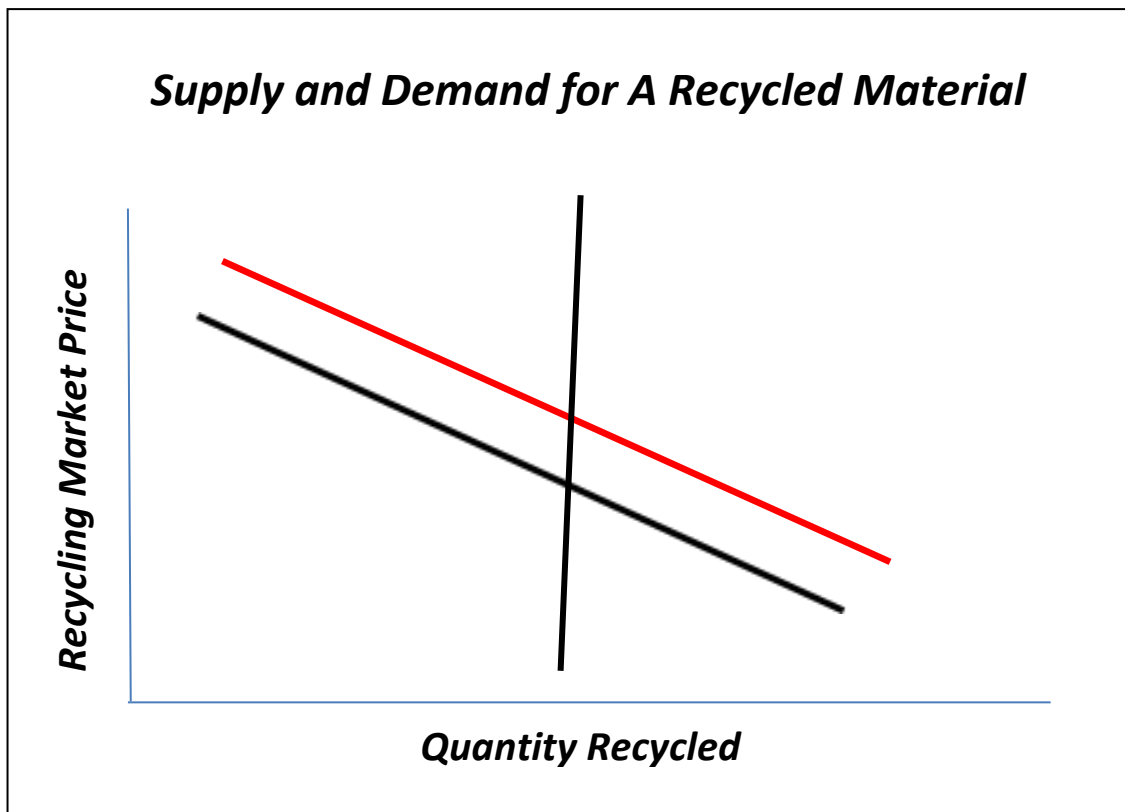 Supply and Demand for A Recycled Material
Recycling Market Price
Quantity Recycled